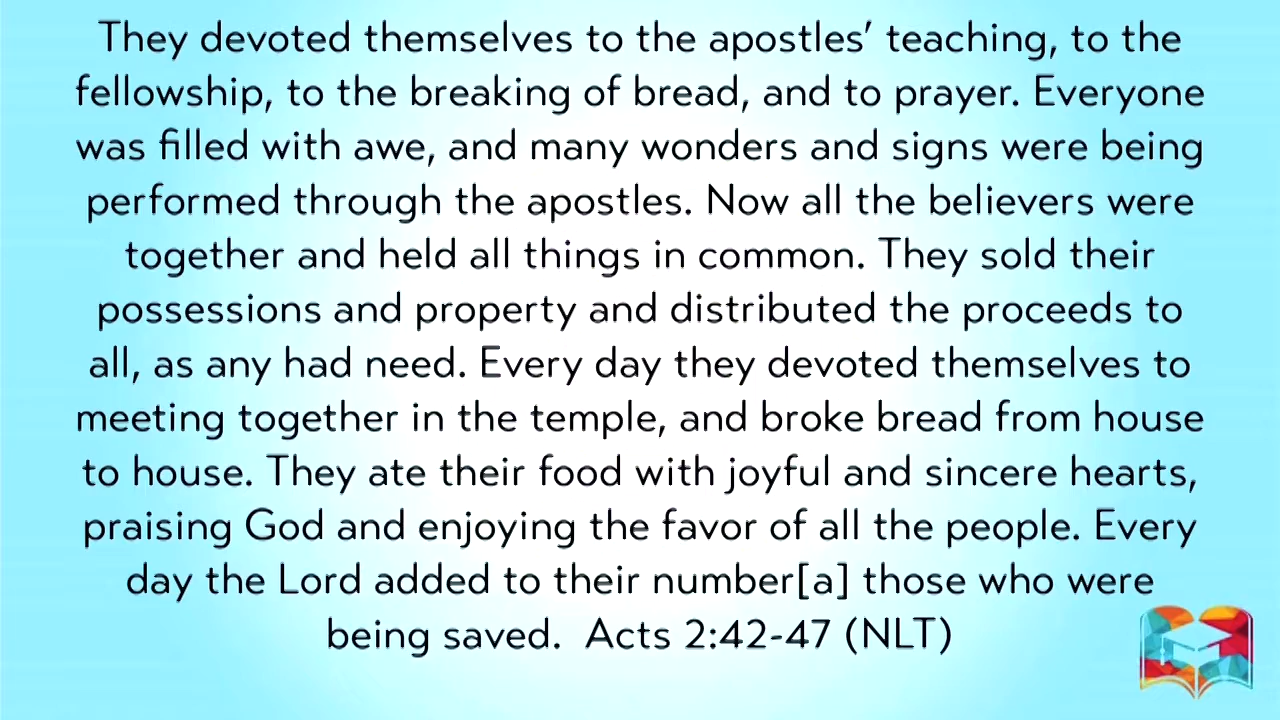 They devoted themselves to the apostles’ teaching, to the
fellowship, to the breaking of bread, and to prayer. Everyone
was filled with awe, and many wonders and signs were being
performed through the apostles. Now all the believers were
together and held all things in common. They sold their
possessions and property and distributed the proceeds to
all, as any had need. Every day they devoted themselves to
meeting together in the temple, and broke bread from house
to house. They ate their food with joyful and sincere hearts,
praising God and enjoying the favor of all the people. Every
day the Lord added to their number[a] those who were
being saved.  Acts 2:42-47 (NLT)